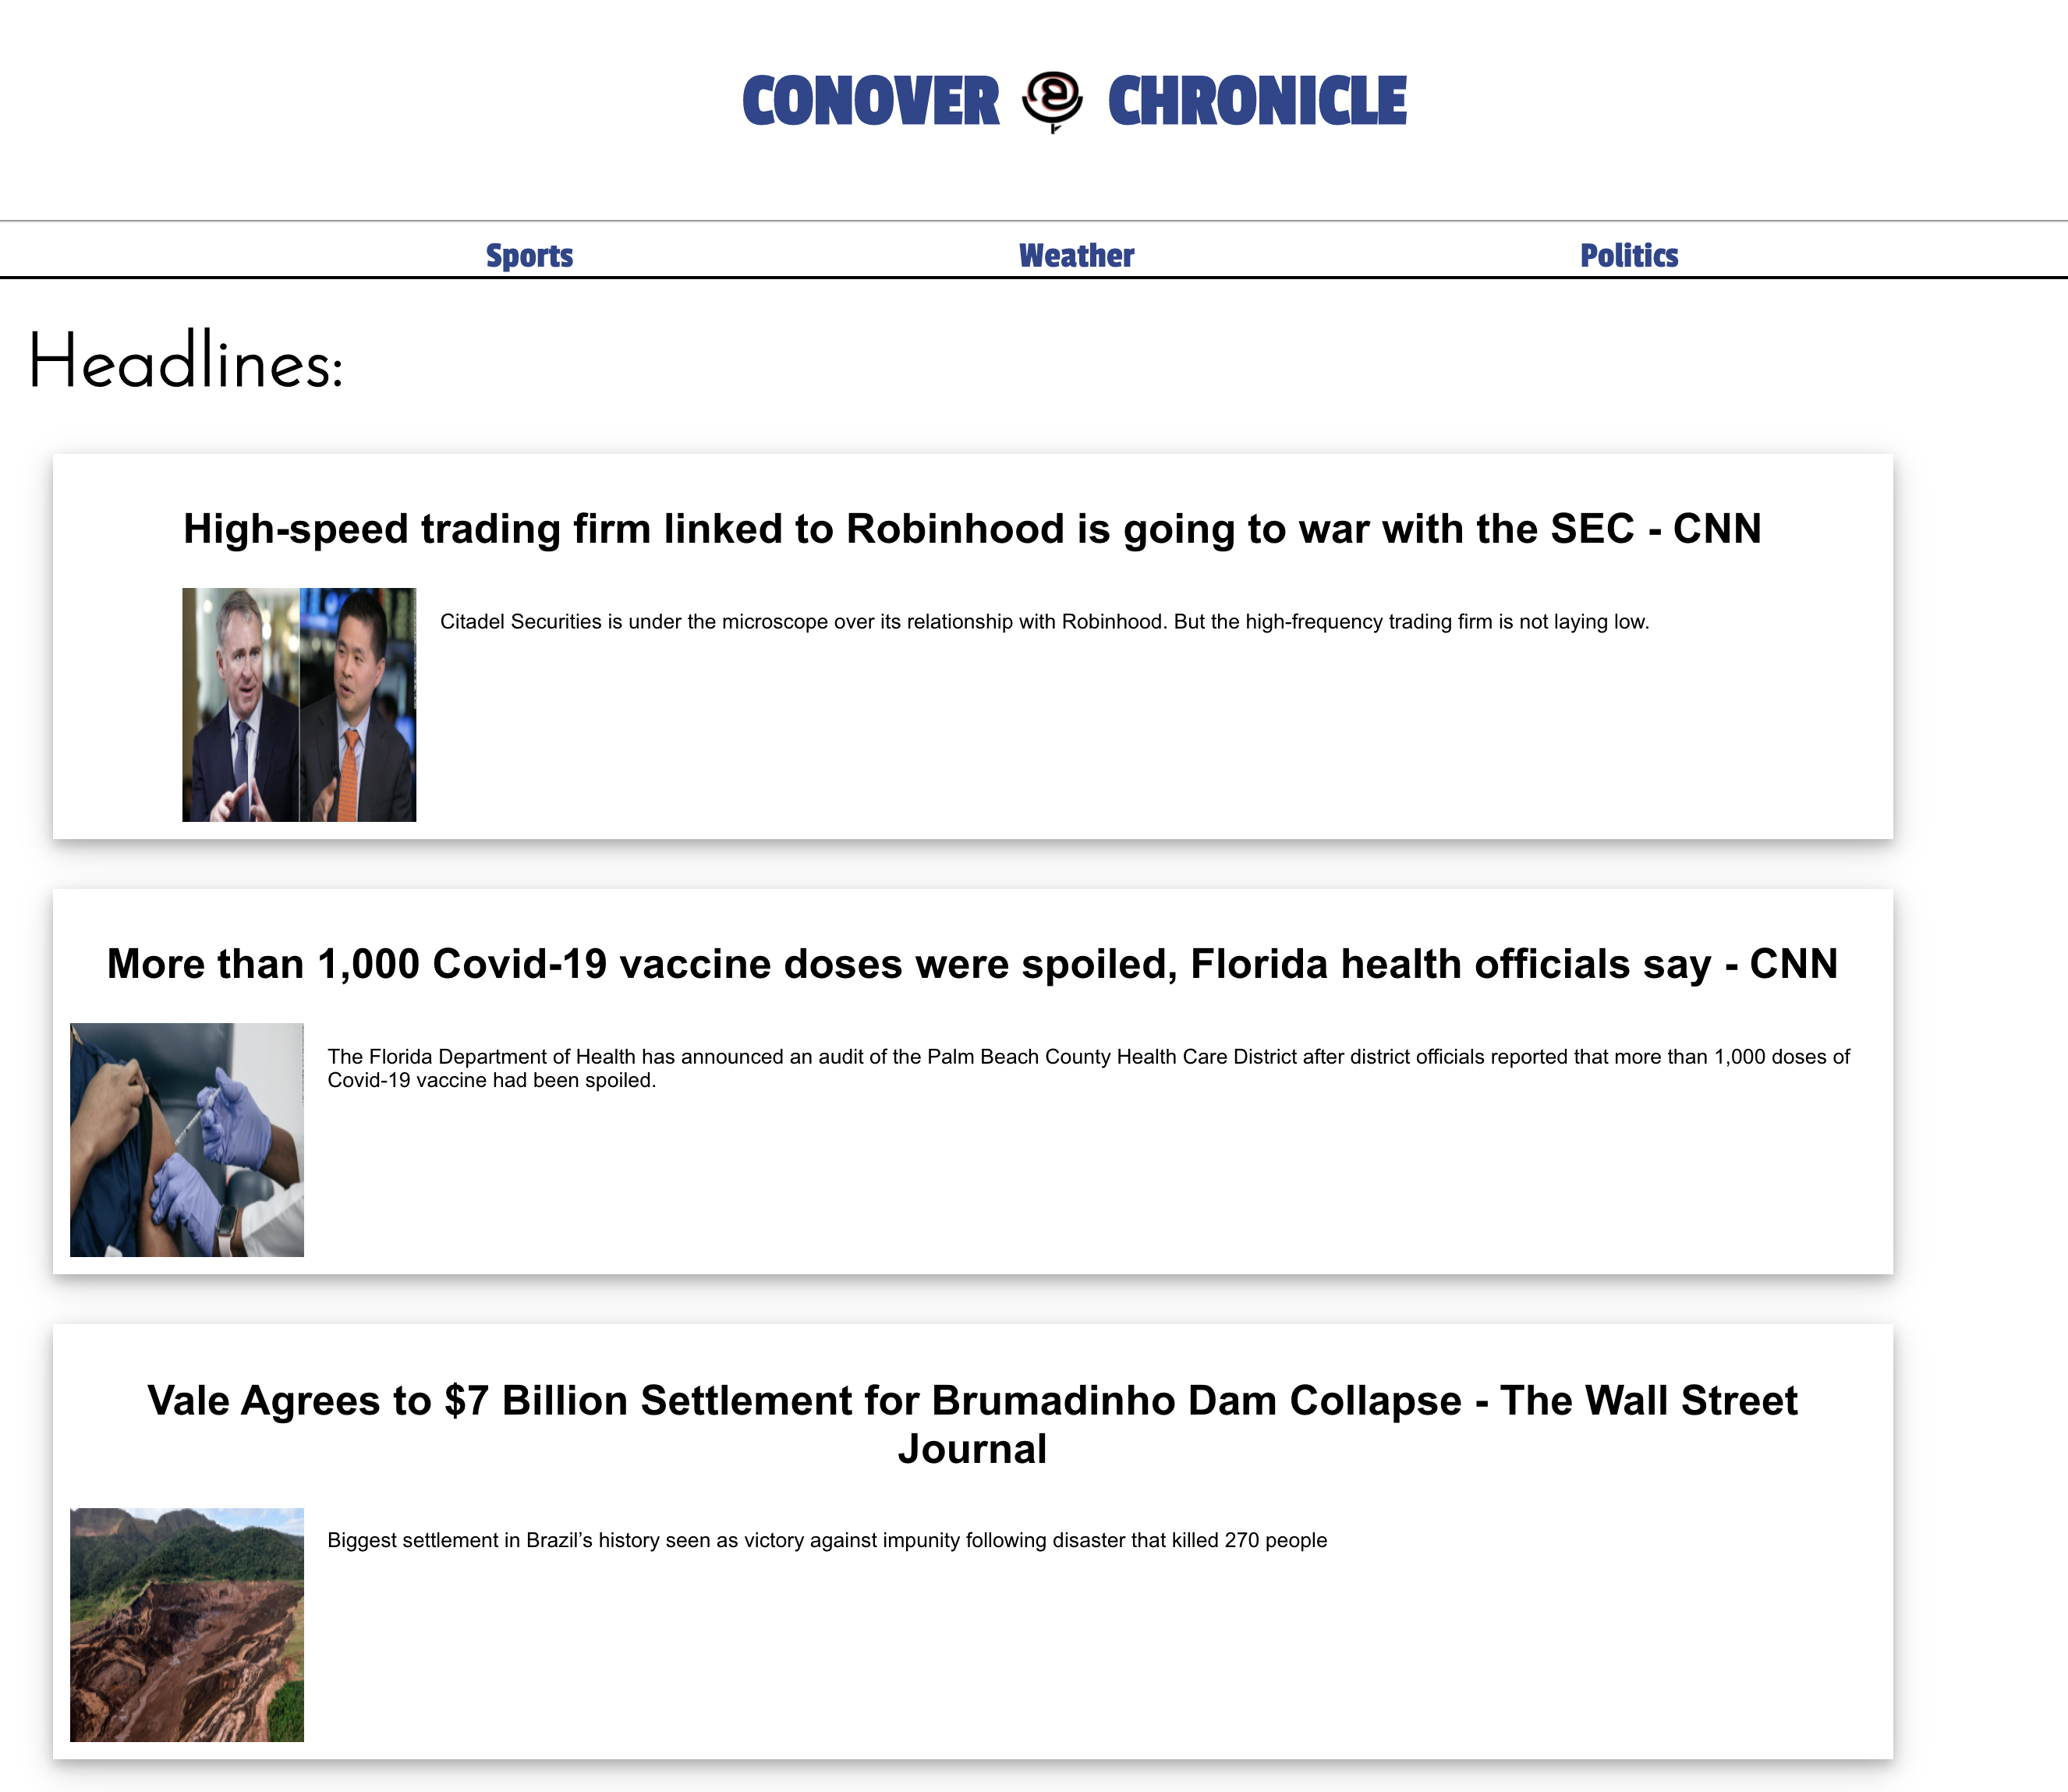 CONOVER CHRONICLE
Sports Weather Politics
Headlines:
High-speed trading firm linked to Robinhood is going to war with the SEC - CNN
Citadel Securities is under the microscope over its relationship with Robinhood. But the high-frequency trading firm is not laying low.
More than 1,000 Covid-19 vaccine doses were spoiled, Florida health officials say - CNN
The Florida Department of Health has announced an audit of the Palm Beach County Health Care District after district officials reported that more than 1,000 doses of
Covid-19 vaccine had been spoiled.
Vale Agrees to $7 Billion Settlement for Brumadinho Dam Collapse - The Wall Street
Journal
Biggest settlement in Brazil’s history seen as victory against impunity following disaster that killed 270 people